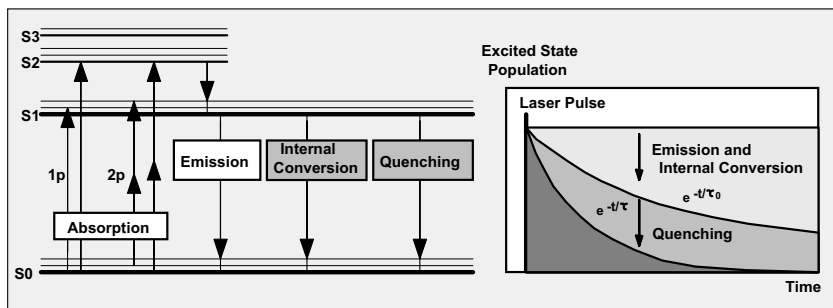 S3
S2
S1
1p
2p
Absorption
Emission
Internal
Conversion
Quenching
S0
Excited State
Population
Laser Pulse
Emission and
Internal Conversion
e -t/τ0
e -t/τ
Quenching
Time